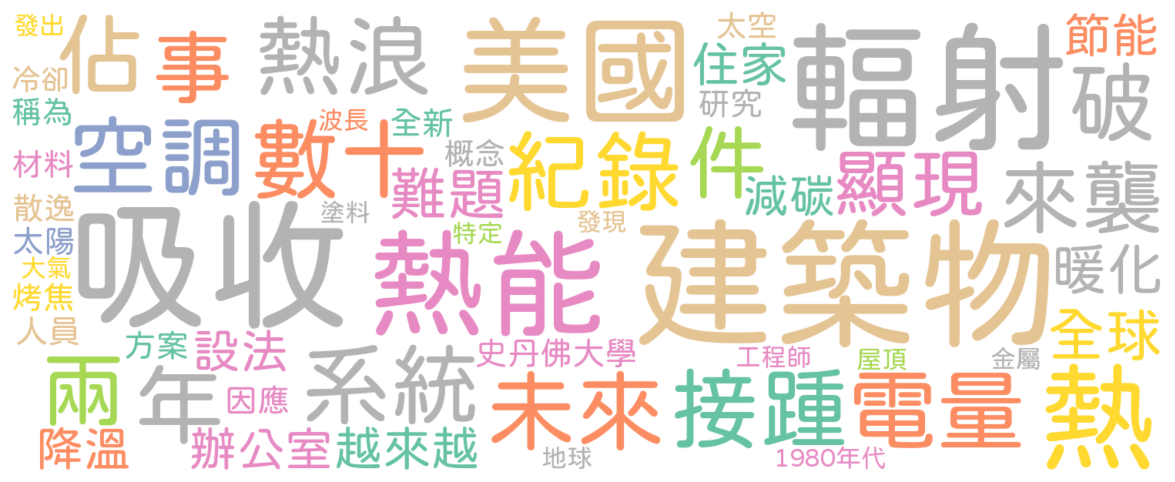 發出
佔
事
熱浪
美國
太空
住家
輻射
節能
冷卻
稱為
研究
破
空調
數十
波長
全新
概念
紀錄
件
減碳
顯現
來襲
材料
難題
散逸
太陽
吸收
塗料
熱能
特定
發現
建築物
暖化
大氣
烤焦
人員
全球
方案
設法
兩
年
因應
系統
史丹佛大學
未來
工程師
接踵
屋頂
電量
金屬
熱
降溫
辦公室
越來越
地球
1980年代